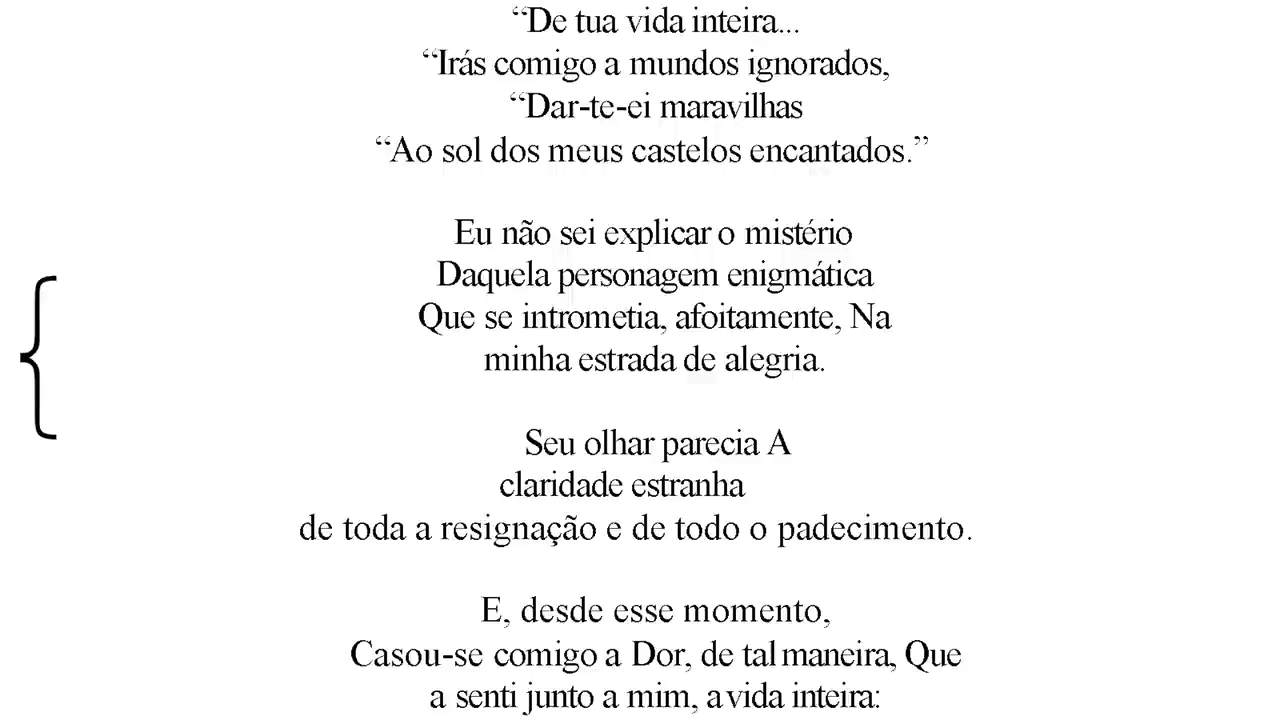 “De tua vida inteira...
“Irás comigo a mundos ignorados,
“Dar-te-ei maravilhas
“Ao sol dos meus castelos encantados.”
Eu não sei explicar o mistério
Daquela personagem enigmática
Que se intrometia, afoitamente, Na
minha estrada de alegria.
Seu olhar parecia A
claridade estranha
de toda a resignação e de todo o padecimento.
E, desde esse momento,
Casou-se comigo a Dor, de tal maneira, Que
a senti junto a mim, a vida inteira: